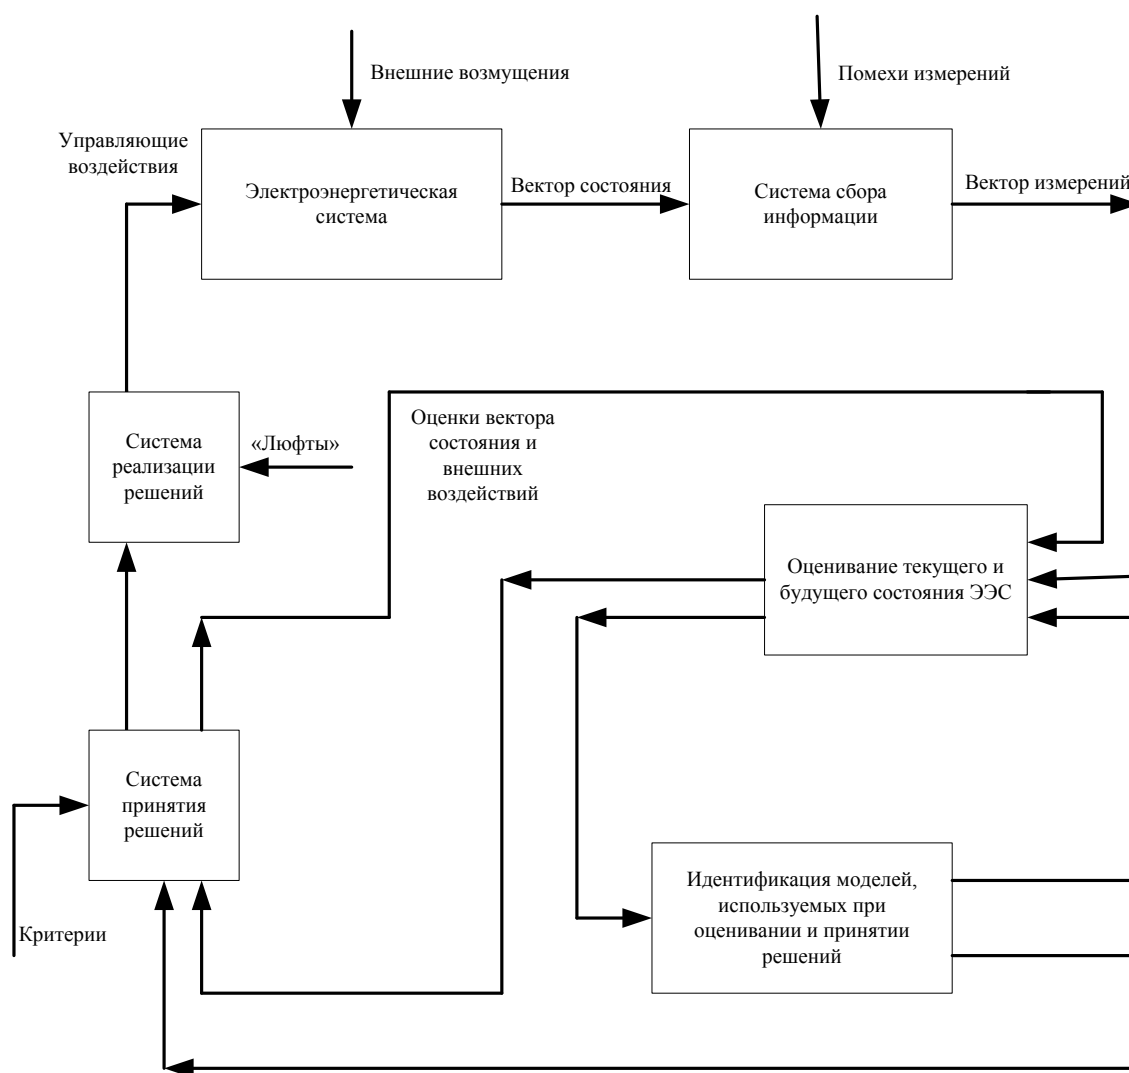 Внешние возмущения
Помехи измерений
Управляющие
воздействия
Электроэнергетическая
система
Вектор состояния
Система сбора
информации
Вектор измерений
Система
реализации
решений
«Люфты»
Оценки вектора
состояния и
внешних
воздействий
Оценивание текущего и
будущего состояния ЭЭС
Система
принятия
решений
Критерии
Идентификация моделей,
используемых при
оценивании и принятии
решений